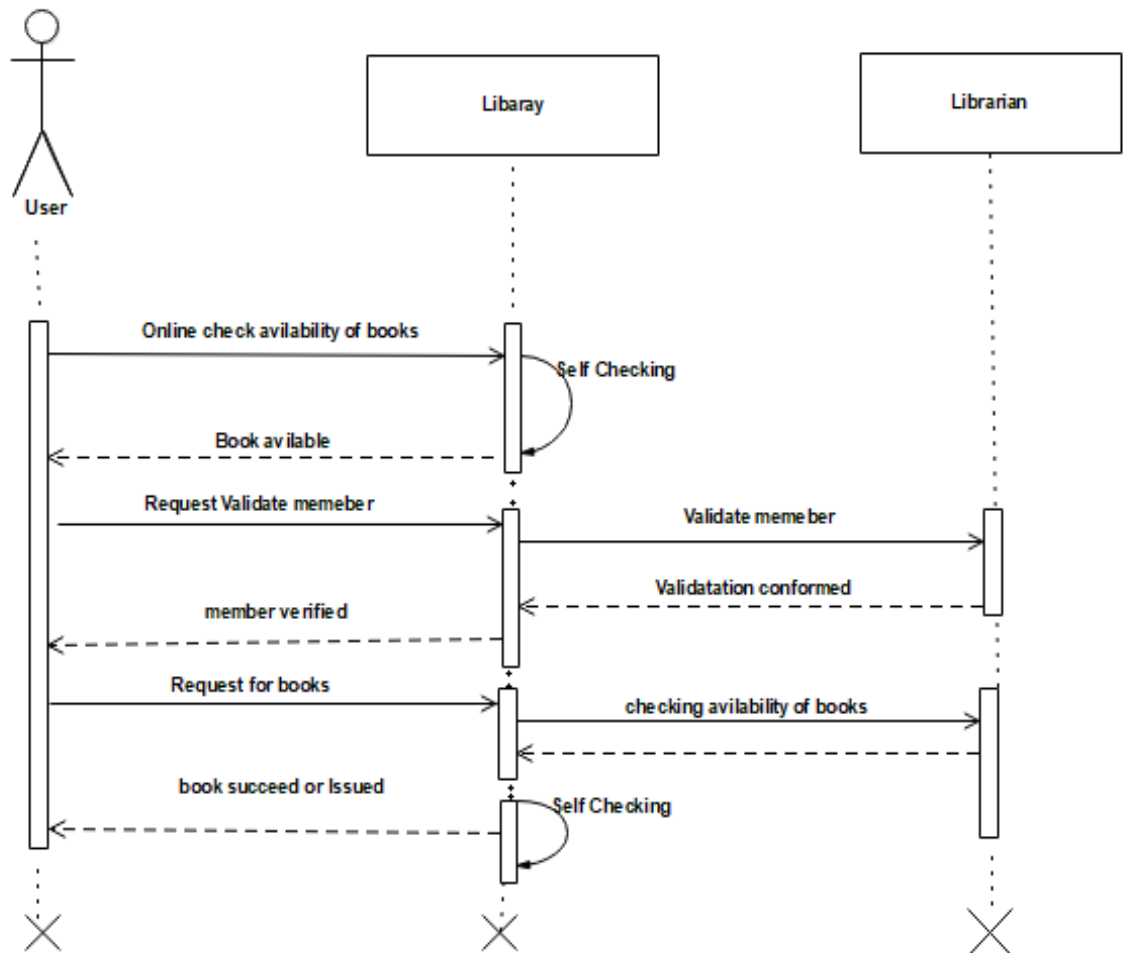 Libaray
Librarian
User
Online check avilability of books
Self Checking
Book avilable
Request Validate memeber
Validate memeber
Validatation conformed
member verified
Request for books
checking avilability of books
book succeed or Issued
Self Checking